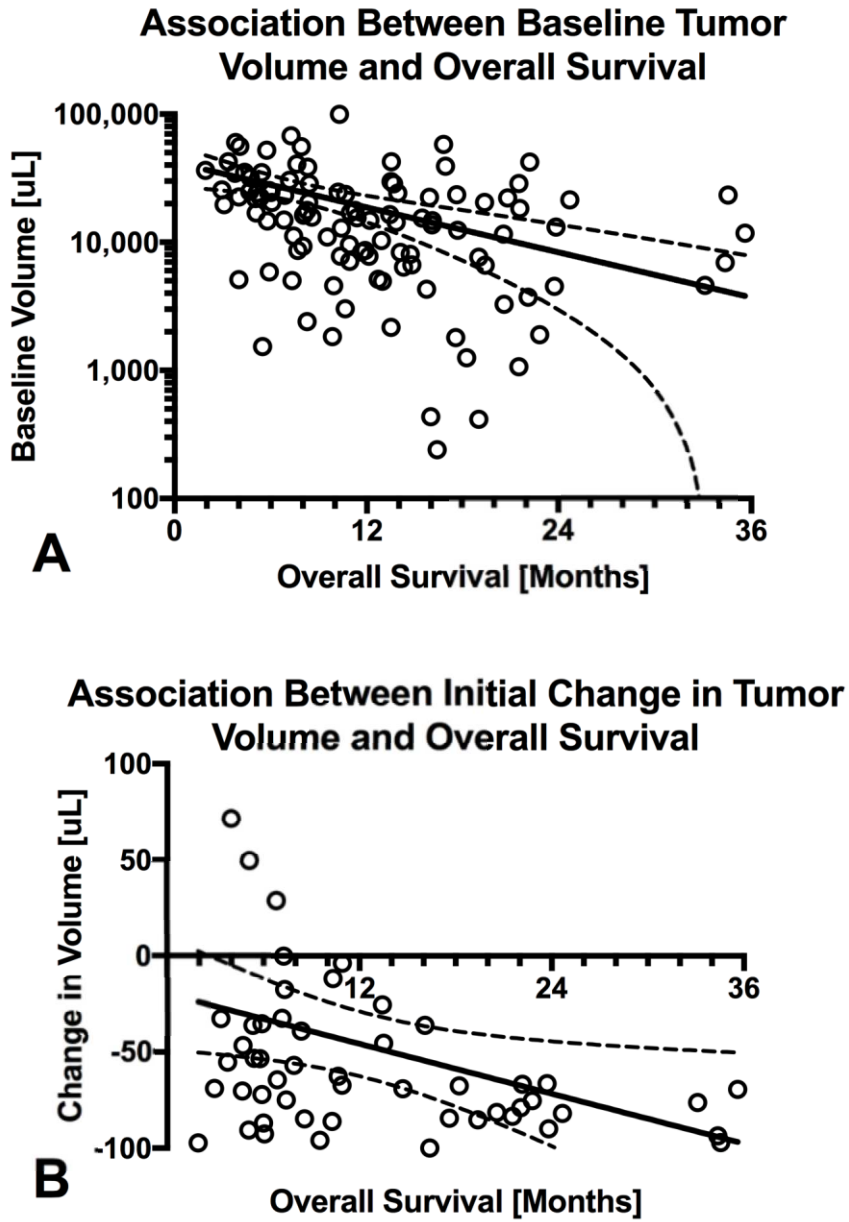 Association Between Baseline Tumor
Volume and Overall Survival
100,000
10,000
1,000
100
Baseline Volume [uL]
0 12 24 36
Overall Survival [Months]
A
Association Between Initial Change in Tumor
Volume and Overall Survival
100
50
0
-50
-100
Change in Volume [uL]
12 24 36
Overall Survival [Months]
B